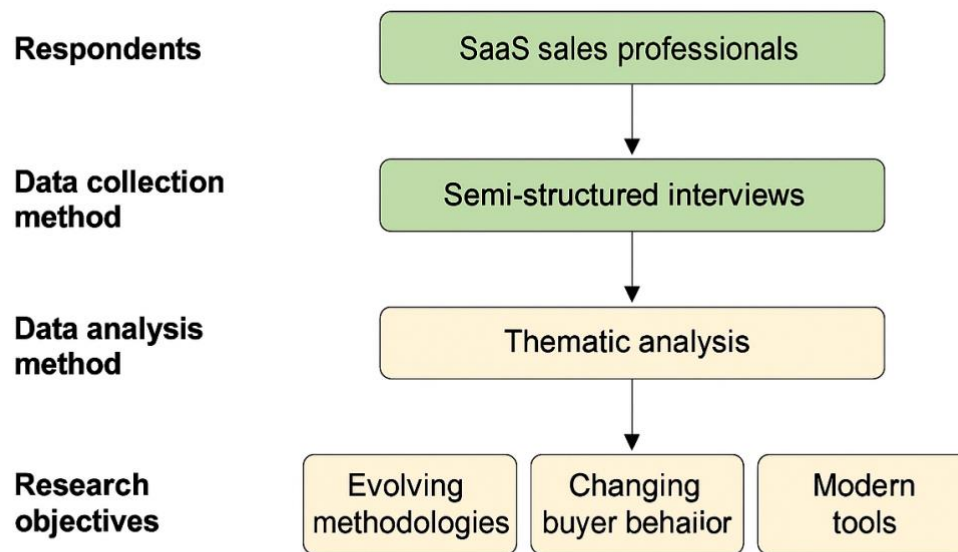 Respondents
SaaS sales professionals
Data collection
method
Semi-structured interviews
Data analysis
method
Thematic analysis
Research
objectives
Evolving
methodologies
Changing
buyer behaiior
Modern
tools